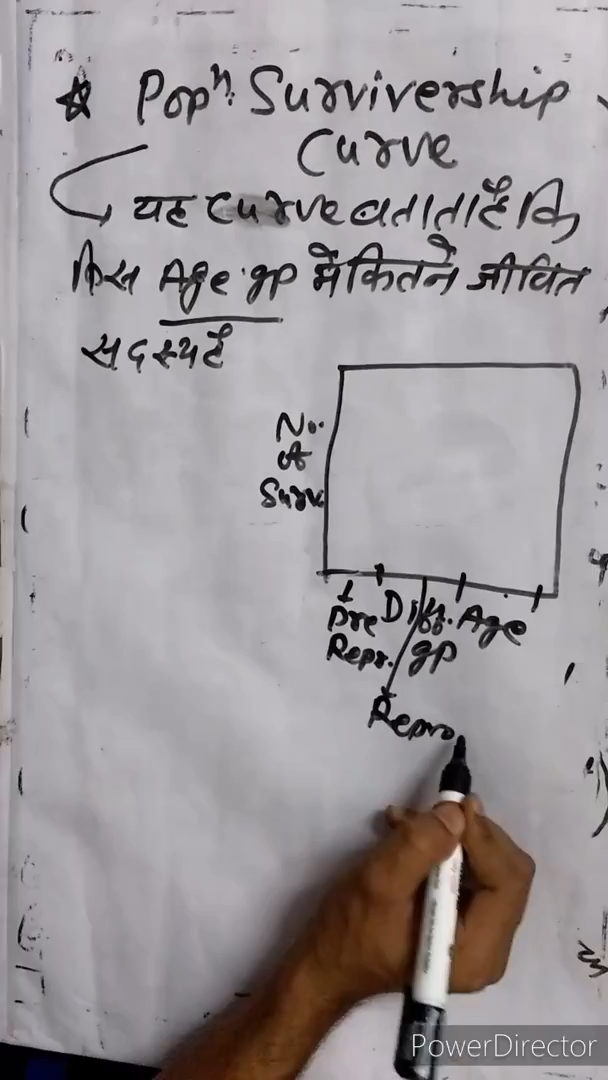 ☆ Popⁿ. Survivership
Curve
यह curve बताता है कि
किस Age gp में कितने जीवित
सदस्य है
No.
of
Surv
Pre Diff. Age
Repr. gp
Repro
PowerDirector